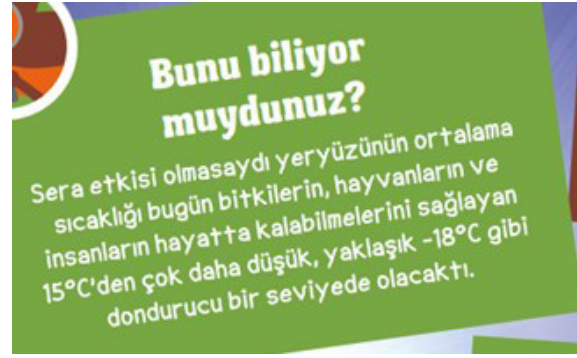 Bunu biliyor
muydunuz?
Sera etkisi olmasaydı yeryüzünün ortalama
sıcaklığı bugün bitkilerin, hayvanların ve
insanların hayatta kalabilmelerini sağlayan
15°C'den çok daha düşük, yaklaşık -18°C gibi
dondurucu bir seviyede olacaktı.